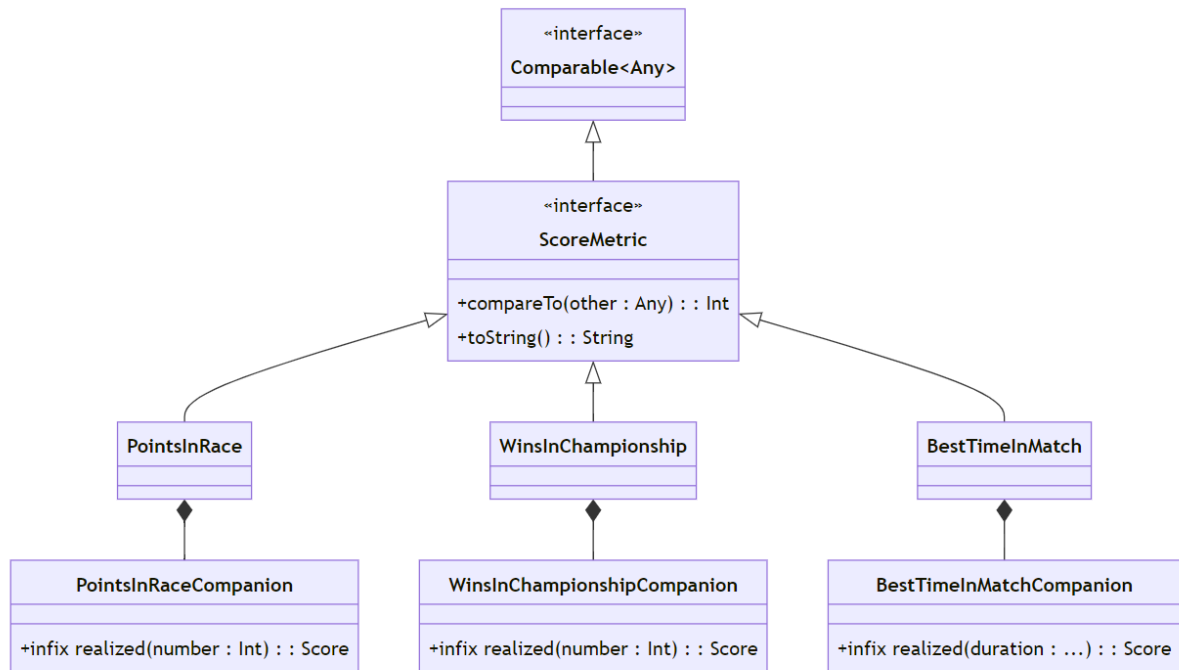 «interface»
Comparable<Any>
«interface»
ScoreMetric
+compareTo(other : Any) : : Int
+toString() : : String
PointsInRace
WinsInChampionship
BestTimeInMatch
PointsInRaceCompanion
+infix realized(number : Int) : : Score
WinsInChampionshipCompanion
+infix realized(number : Int) : : Score
BestTimeInMatchCompanion
+infix realized(duration : ...) : : Score